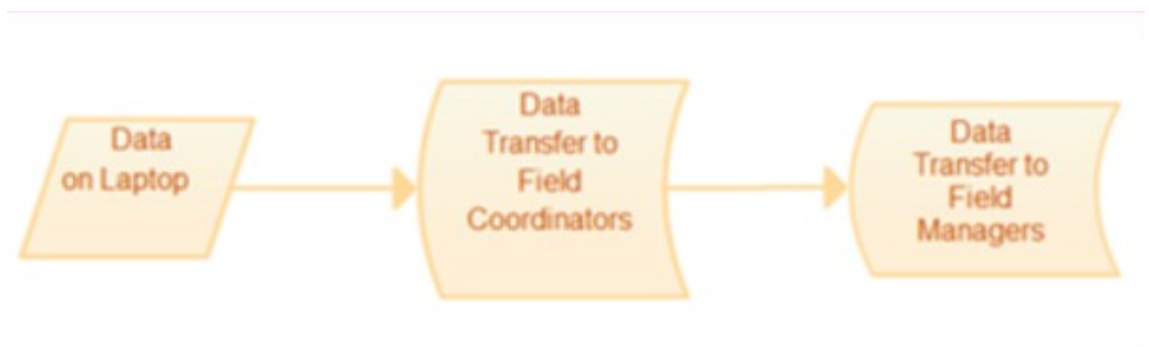 Data
on Laptop
Data
Transfer to
Field
Coordinators
Data
Transfer to
Field
Managers